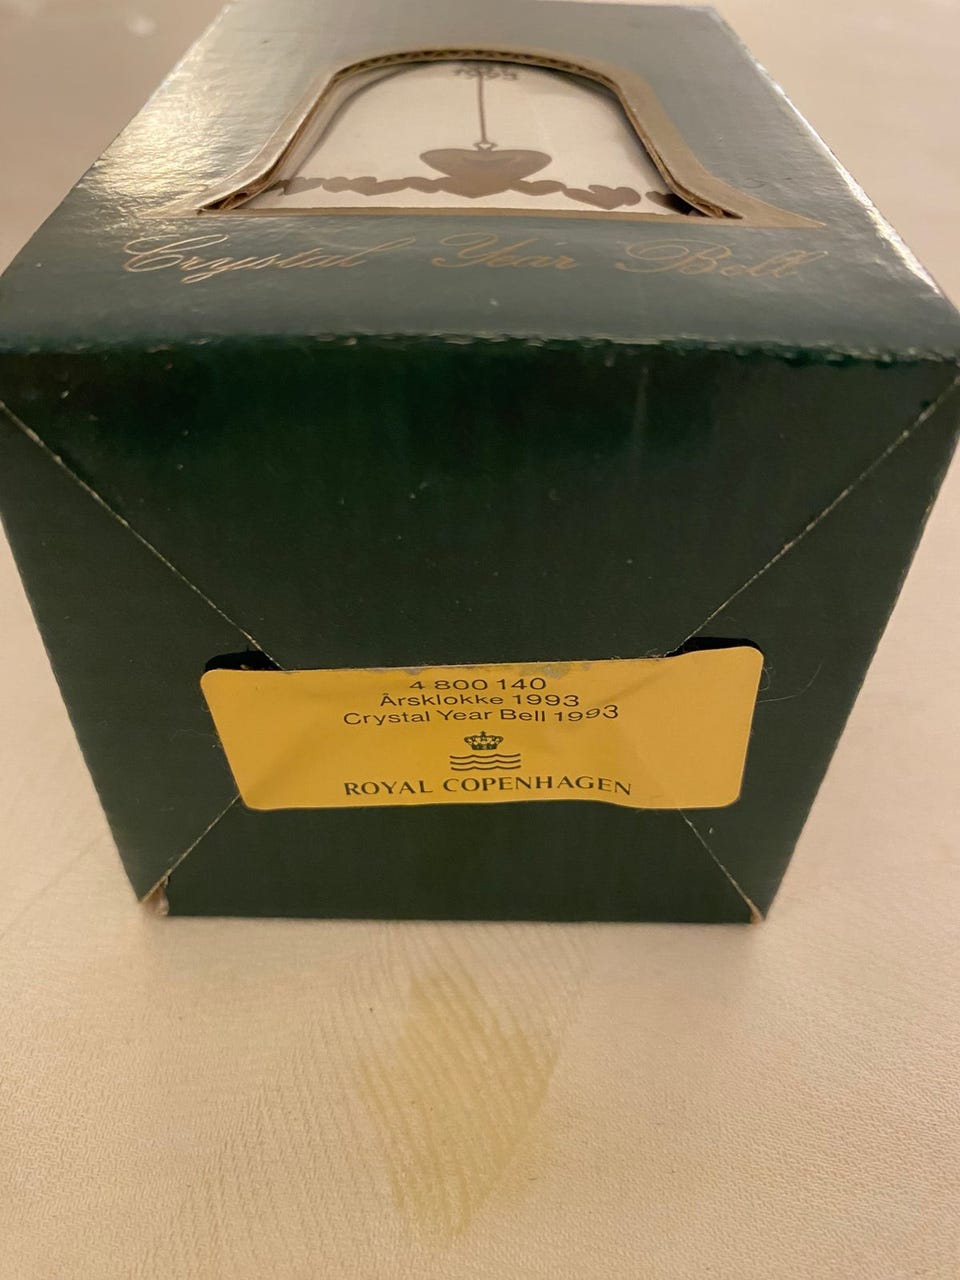 1993
Crystal Year Bell
4 800 140
Årsklokke 1993
Crystal Year Bell 1993
ROYAL COPENHAGEN